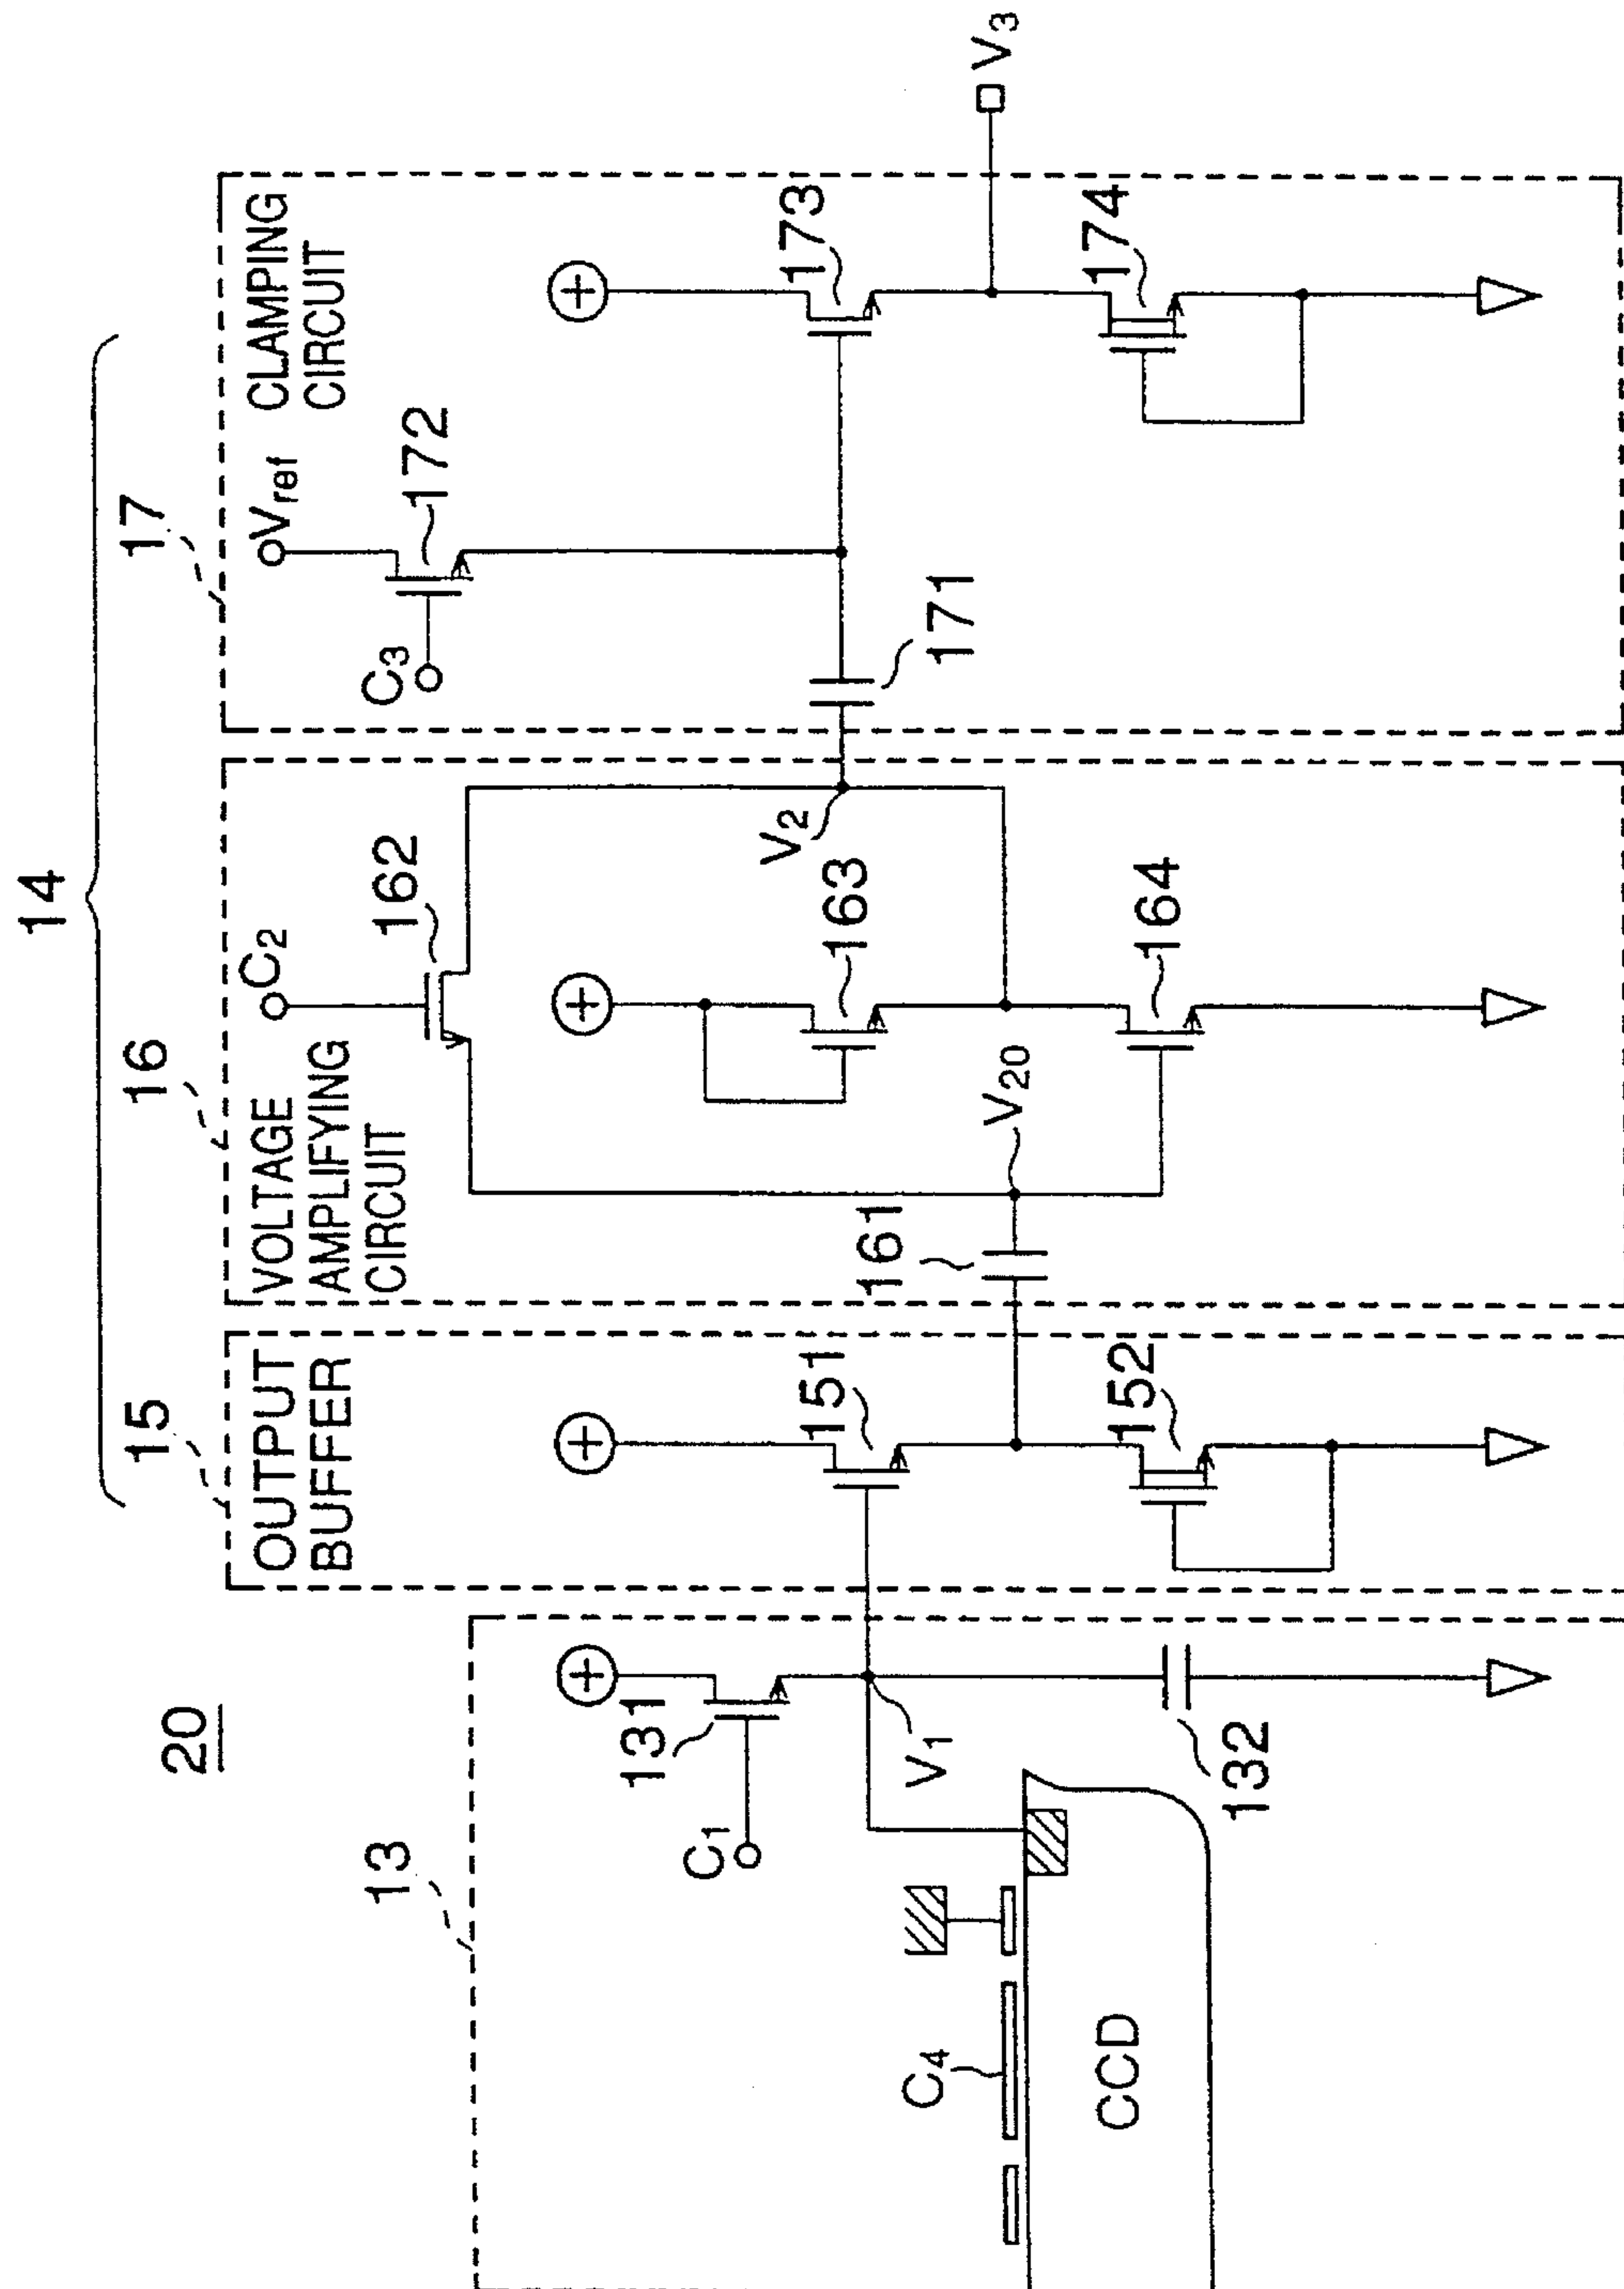 20
14
13
15
16
17
OUTPUT
BUFFER
VOLTAGE
AMPLIFYING
CIRCUIT
CLAMPING
CIRCUIT
C1
131
V1
132
C4
CCD
151
152
161
C2
162
163
164
V20
V2
171
C3
Vref
172
173
174
V3